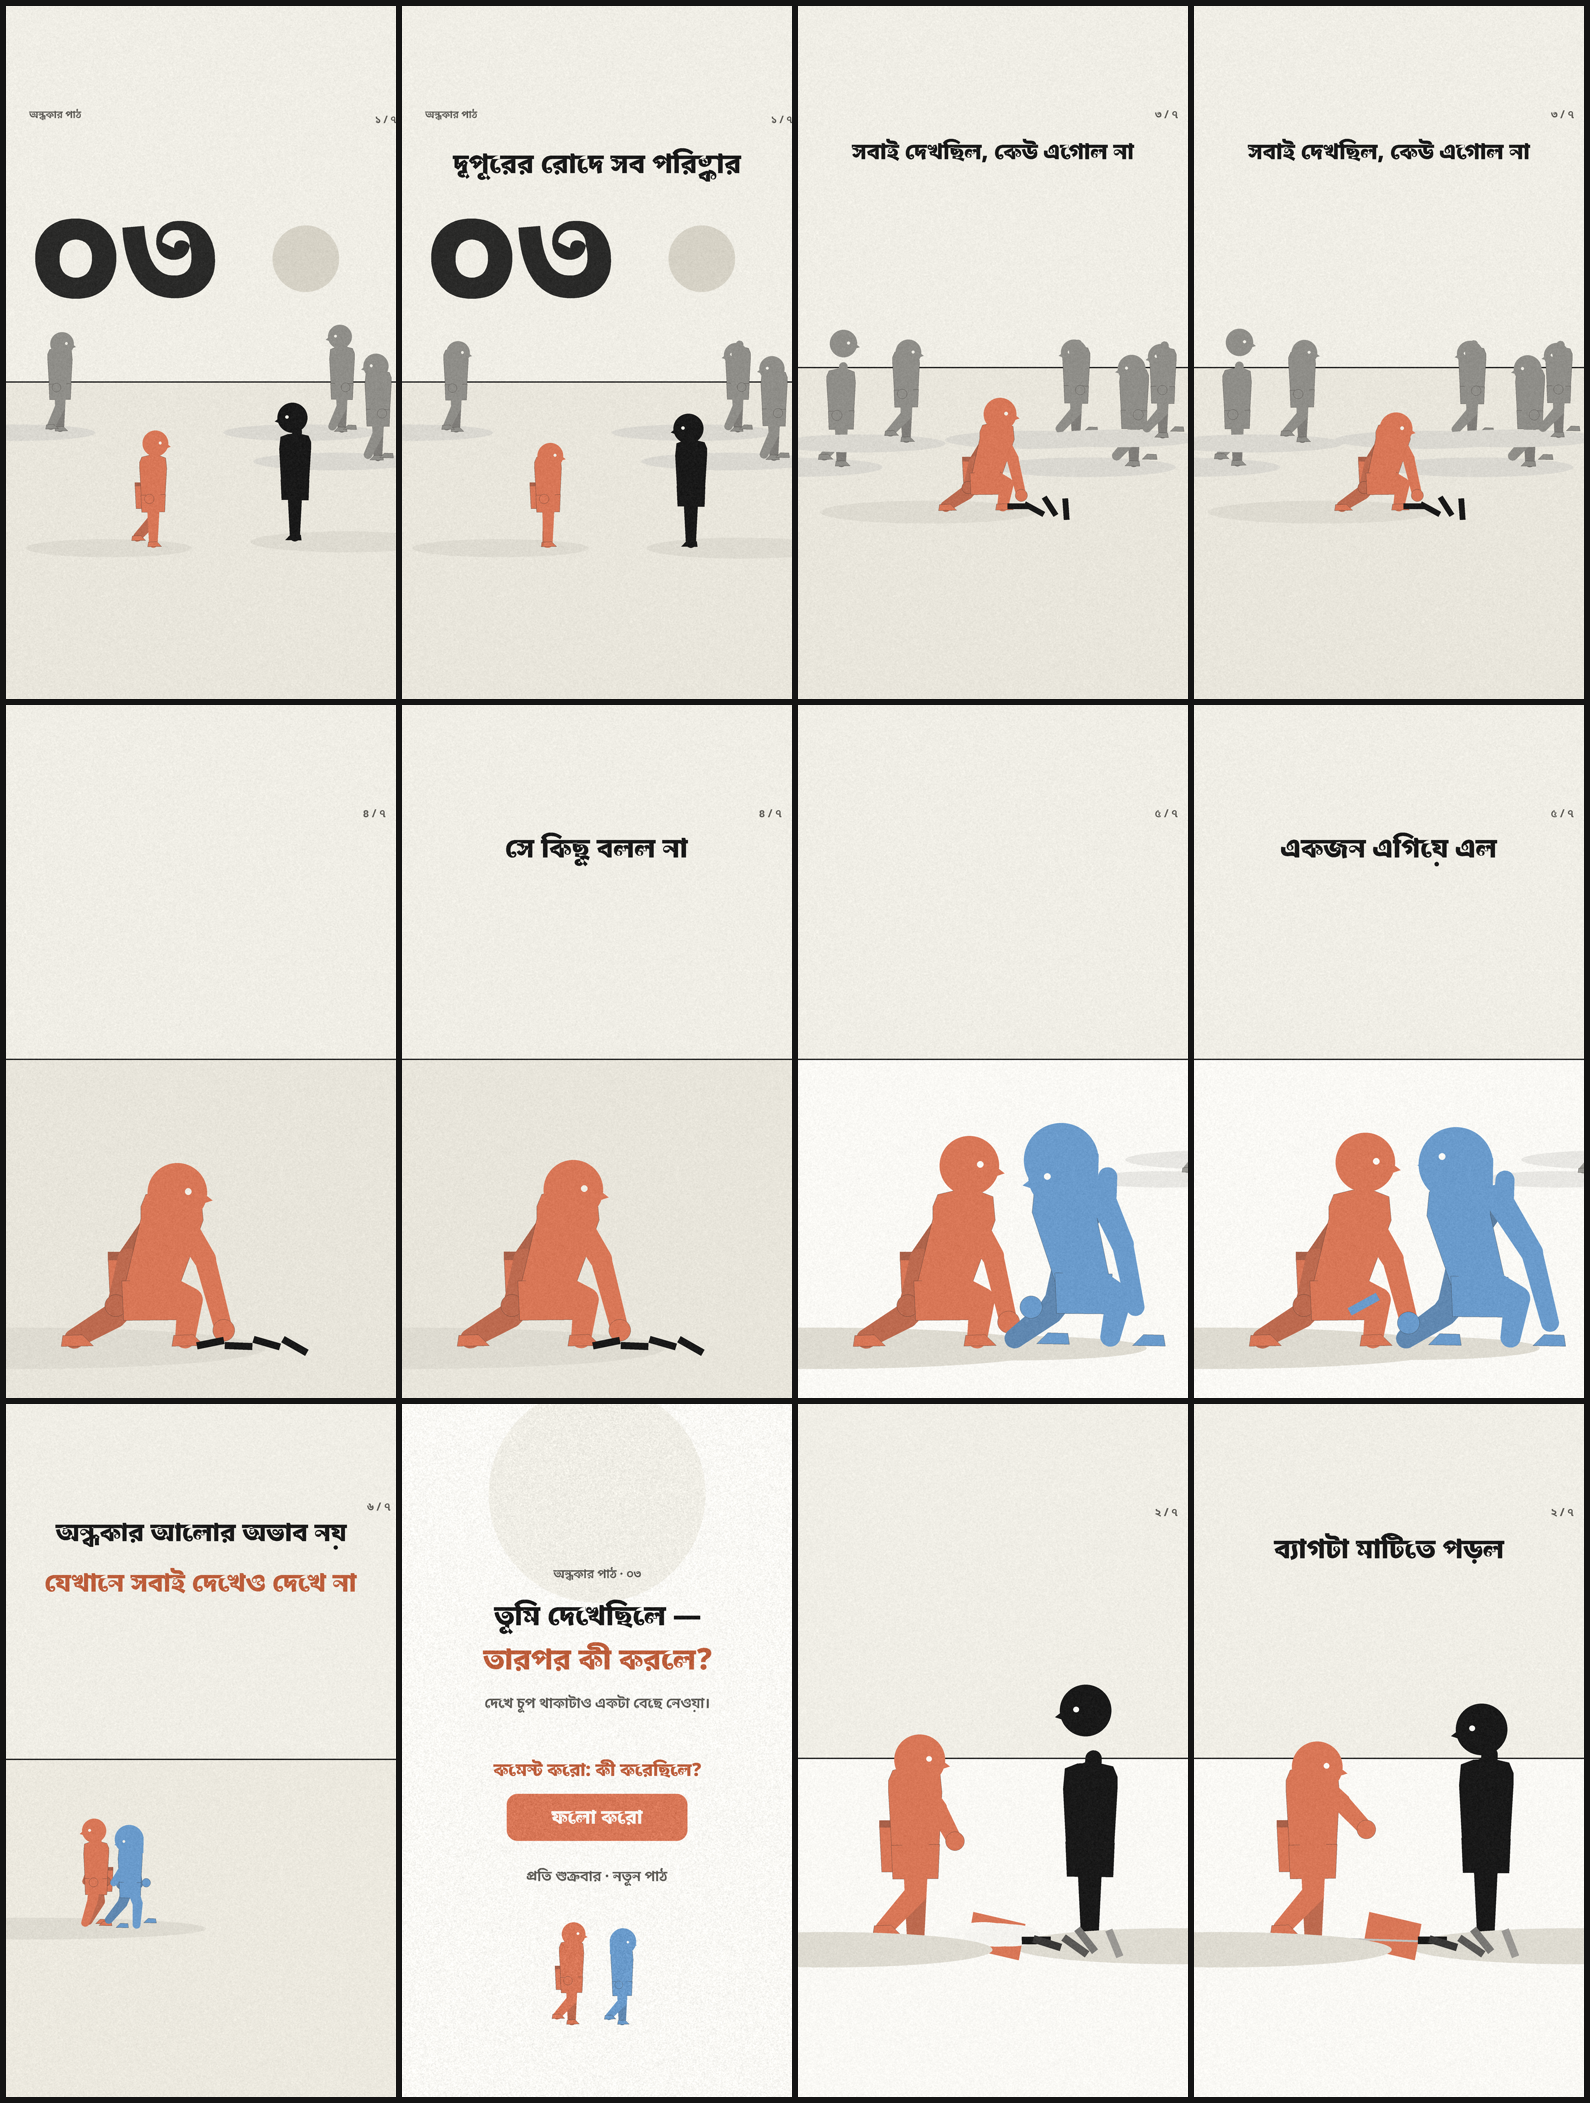 অন্ধকার পাঠ
১ / ৭
০৩
অন্ধকার পাঠ
১ / ৭
দুপুরের রোদে সব পরিষ্কার
০৩
৩ / ৭
সবাই দেখছিল, কেউ এগোল না
৩ / ৭
সবাই দেখছিল, কেউ এগোল না
৪ / ৭
৪ / ৭
সে কিছু বলল না
৫ / ৭
৫ / ৭
একজন এগিয়ে এল
৬ / ৭
অন্ধকার আলোর অভাব নয়
যেখানে সবাই দেখেও দেখে না
অন্ধকার পাঠ · ০৩
তুমি দেখেছিলে —
তারপর কী করলে?
দেখে চুপ থাকাটাও একটা বেছে নেওয়া।
কমেন্ট করো: কী করেছিলে?
ফলো করো
প্রতি শুক্রবার · নতুন পাঠ
২ / ৭
২ / ৭
ব্যাগটা মাটিতে পড়ল